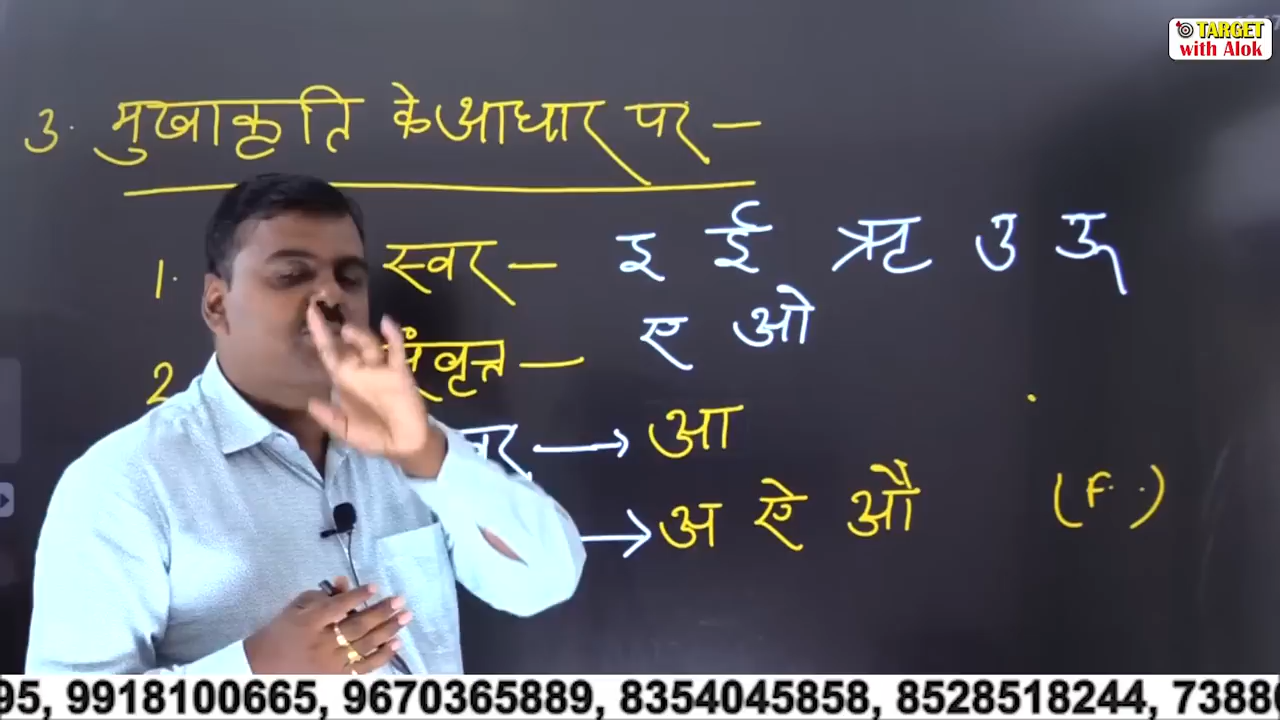 TARGET
with Alok
3. मुखाकृति के आधार पर –
1. स्वर – इ ई ऋ उ ऊ
ए ओ
2 संवृत्त –
→ आ
→ अ ऐ औ (F. .)
95, 9918100665, 9670365889, 8354045858, 8528518244, 7388